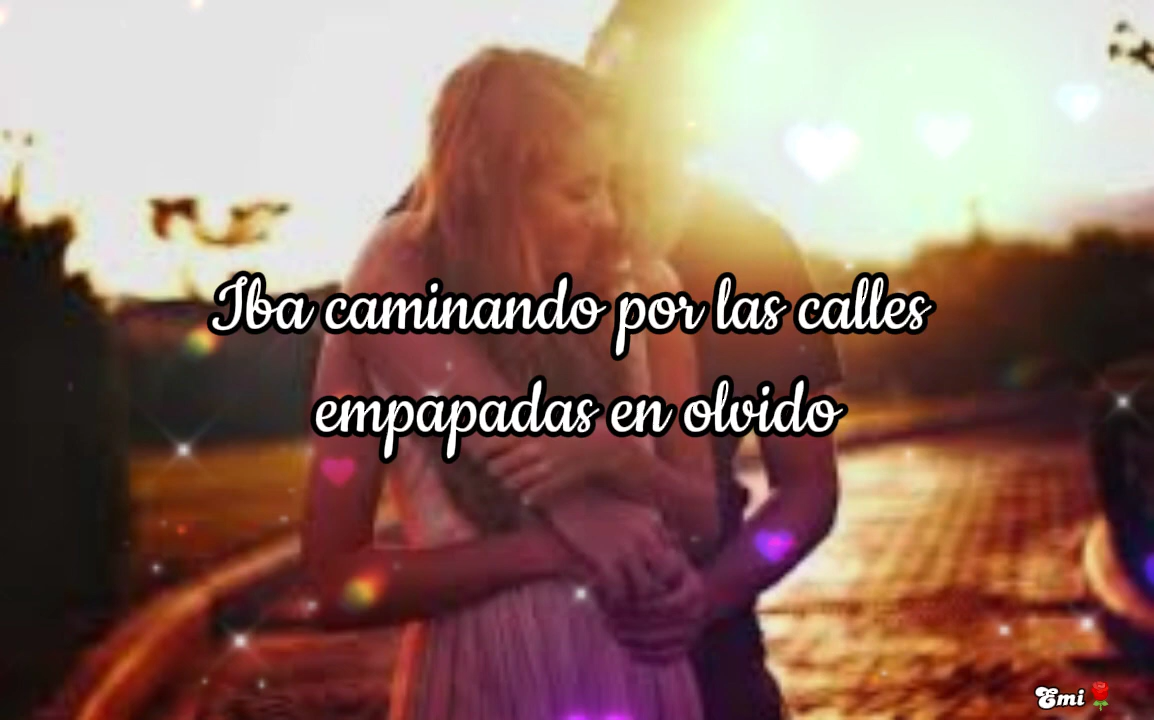 Iba caminando por las calles
empapadas en olvido
Emi🌹